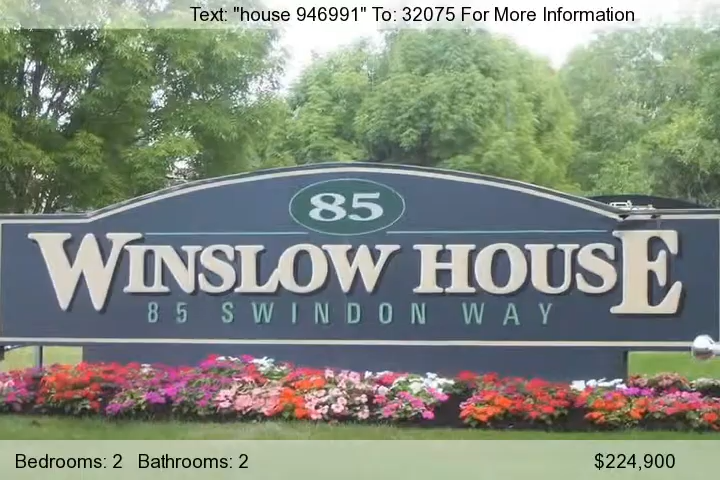 Text: "house 946991" To: 32075 For More Information
85
WINSLOW HOUSE
85 SWINDON WAY
Bedrooms: 2 Bathrooms: 2 $224,900